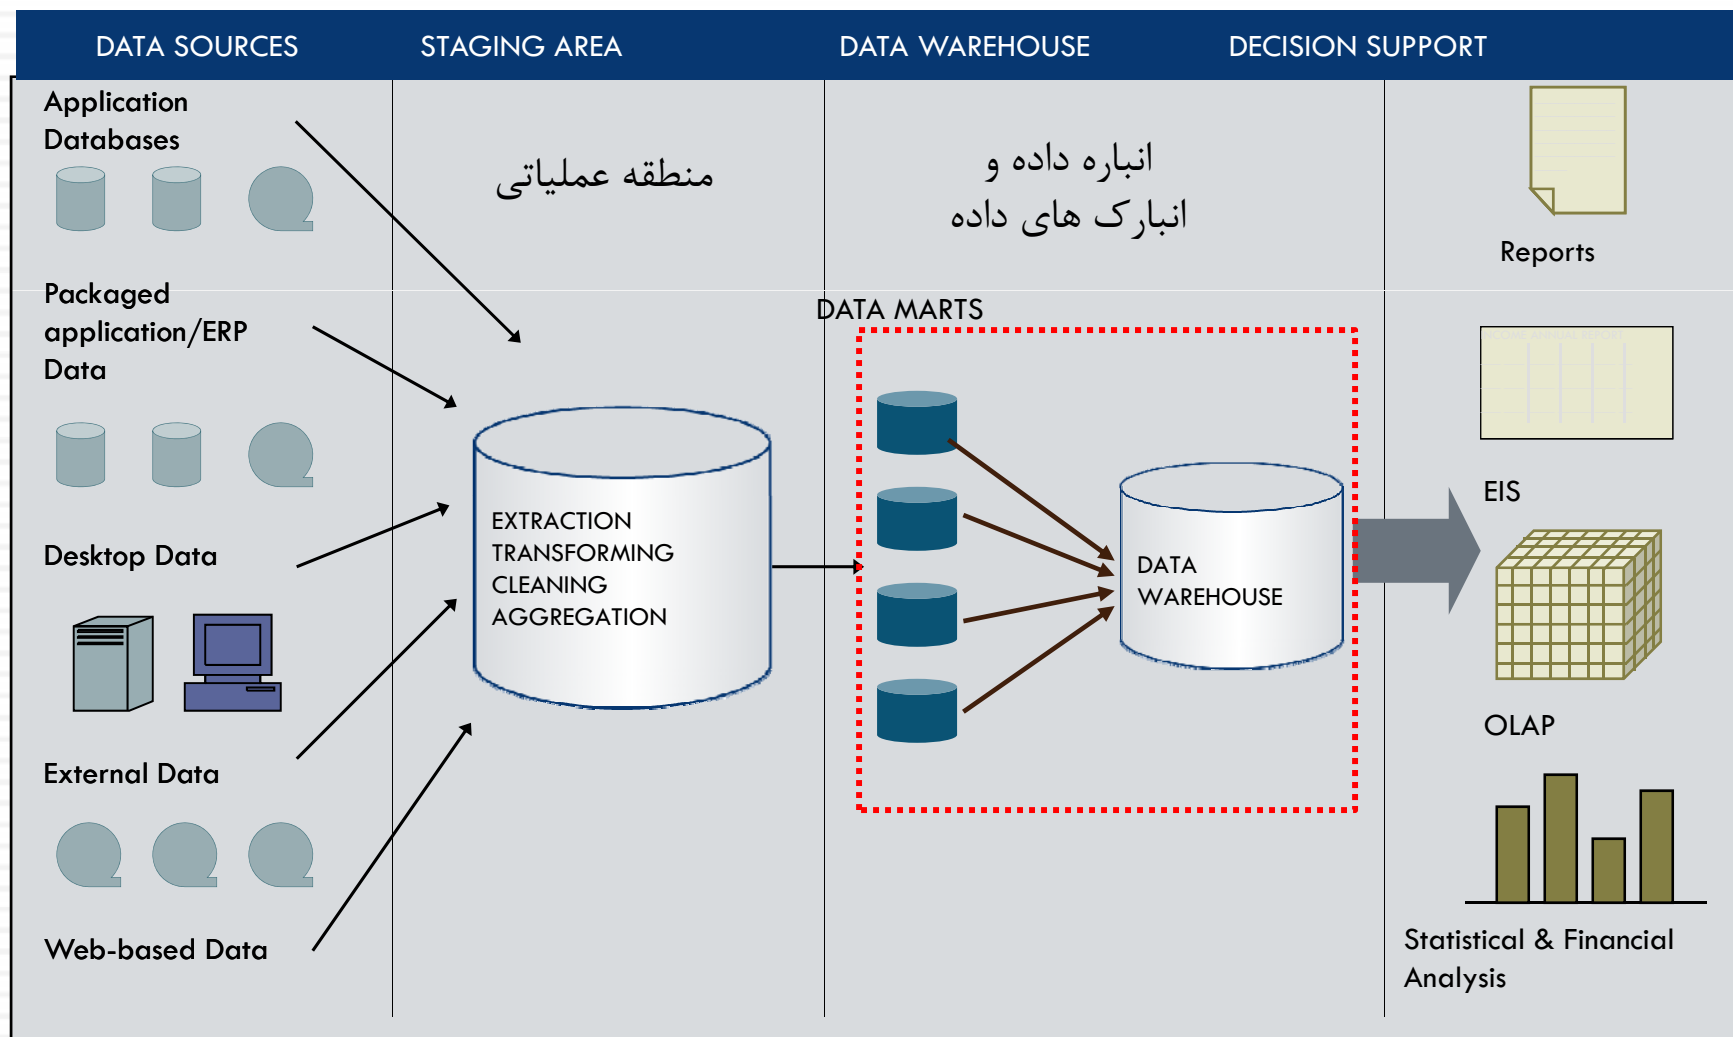 DATA SOURCES
STAGING AREA
DATA WAREHOUSE
DECISION SUPPORT
Application
Databases
Packaged
application/ERP
Data
Desktop Data
External Data
Web-based Data
منطقه عملیاتی
EXTRACTION
TRANSFORMING
CLEANING
AGGREGATION
انباره داده و
انبارک های داده
DATA MARTS
DATA
WAREHOUSE
Reports
EIS
OLAP
Statistical & Financial
Analysis